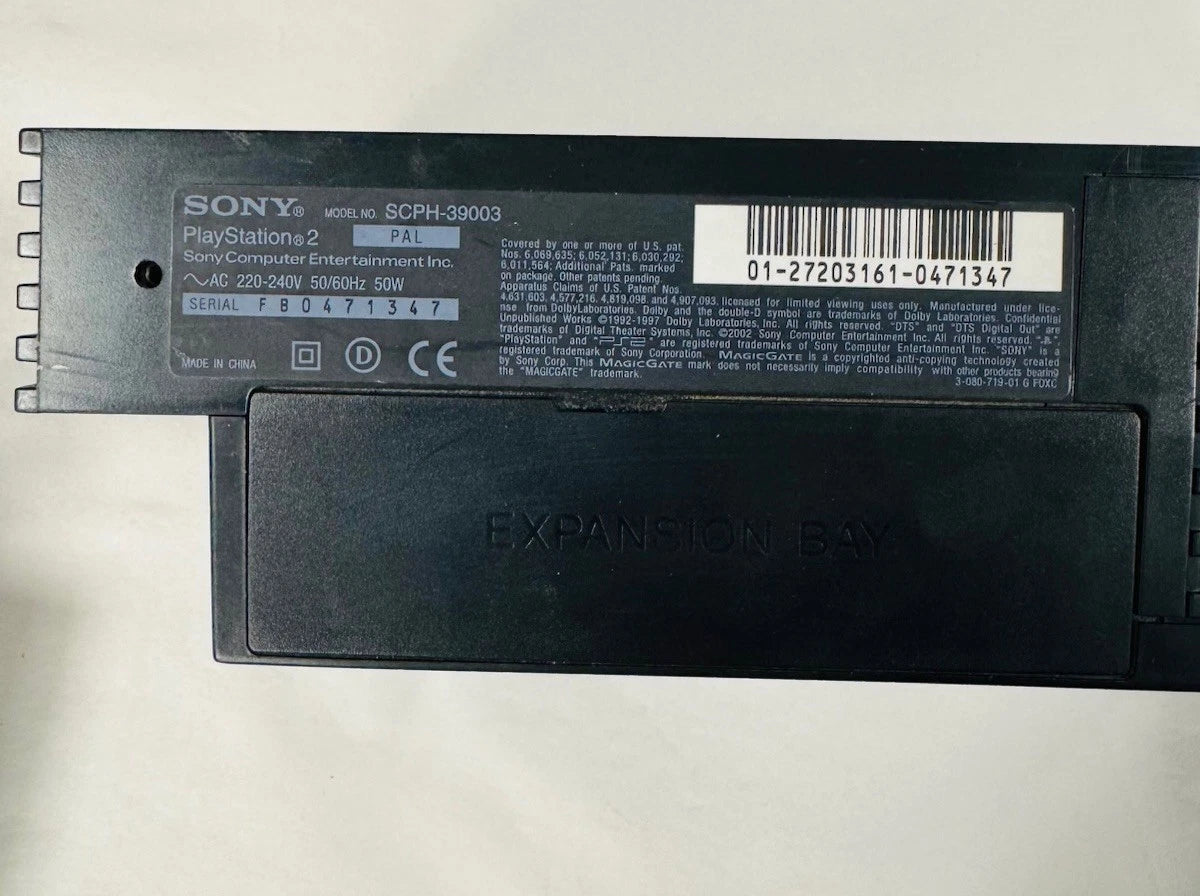 SONY® MODEL NO. SCPH-39003
PlayStation®2 PAL
Sony Computer Entertainment Inc.
AC 220-240V 50/60Hz 50W
SERIAL FB0471347
MADE IN CHINA D CE
Covered by one or more of U.S. pat.
Nos. 6,069,635; 6,052,131; 6,030,292;
6,011,564; Additional Pats. marked
on package. Other patents pending.
Apparatus Claims of U.S. Patent Nos.
4,631,603, 4,577,216, 4,819,098, and 4,907,093, licensed for limited viewing uses only. Manufactured under lice-
nse from DolbyLaboratories. Dolby and the double-D symbol are trademarks of Dolby Laboratories. Confidential
Unpublished Works ©1992-1997 Dolby Laboratories, Inc. All rights reserved. "DTS" and "DTS Digital Out" are
trademarks of Digital Theater Systems, Inc. ©2002 Sony Computer Entertainment Inc. All rights reserved. " ",
"PlayStation" and "PS2" are registered trademarks of Sony Computer Entertainment Inc. "SONY" is a
registered trademark of Sony Corporation. MAGICGATE is a copyrighted anti-copying technology created
by Sony Corp. This MAGICGATE mark does not necessarily imply compatibility with other products bearing
the "MAGICGATE" trademark.
3-080-719-01 G FOXC
01-27203161-0471347
EXPANSION BAY